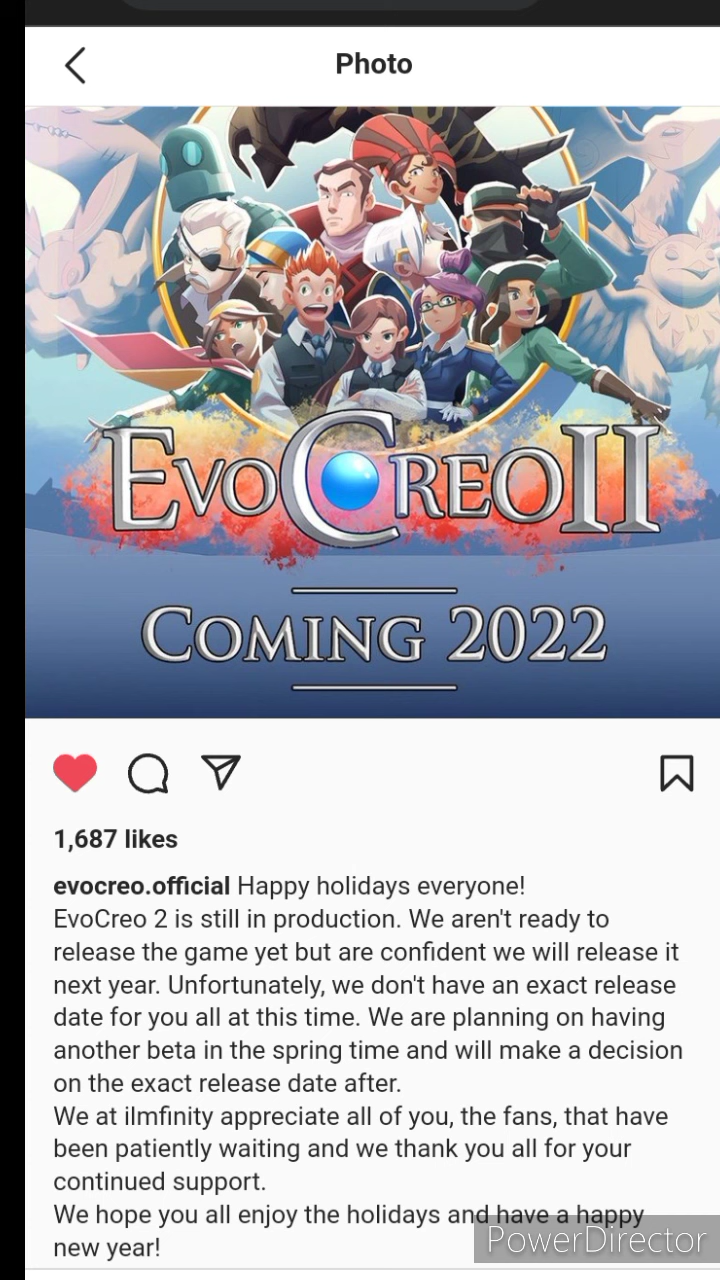 Photo
EVOCREOII
COMING 2022
1,687 likes
evocreo.official Happy holidays everyone!
EvoCreo 2 is still in production. We aren't ready to
release the game yet but are confident we will release it
next year. Unfortunately, we don't have an exact release
date for you all at this time. We are planning on having
another beta in the spring time and will make a decision
on the exact release date after.
We at ilmfinity appreciate all of you, the fans, that have
been patiently waiting and we thank you all for your
continued support.
We hope you all enjoy the holidays and have a happy
new year!
PowerDirector